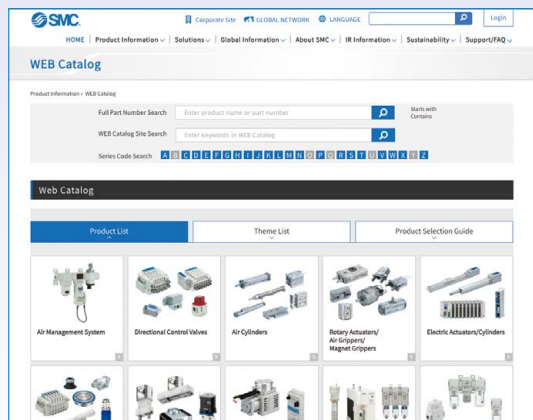 SMC.
Corporate Site GLOBAL NETWORK LANGUAGE Login
HOME Product Information Solutions Global Information About SMC IR Information Sustainability Support/FAQ
WEB Catalog
Product Information › WEB Catalog
Full Part Number Search Enter product name or part number Starts with
Contains
WEB Catalog Site Search Enter keywords in WEB Catalog
Series Code Search A B C D E F G H I J K L M N O P Q R S T U V W X Y Z
Web Catalog
Product List Theme List Product Selection Guide
Air Management System Directional Control Valves Air Cylinders Rotary Actuators/
Air Grippers/
Magnet Grippers Electric Actuators/Cylinders